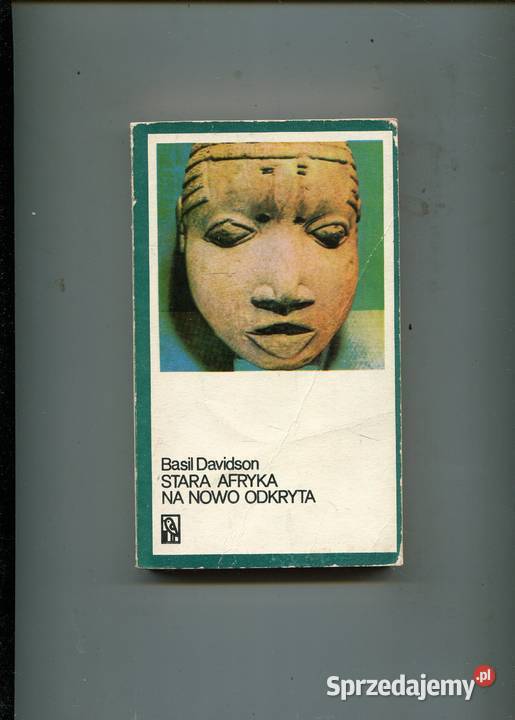 Basil Davidson
STARA AFRYKA
NA NOWO ODKRYTA
Sprzedajemy.pl